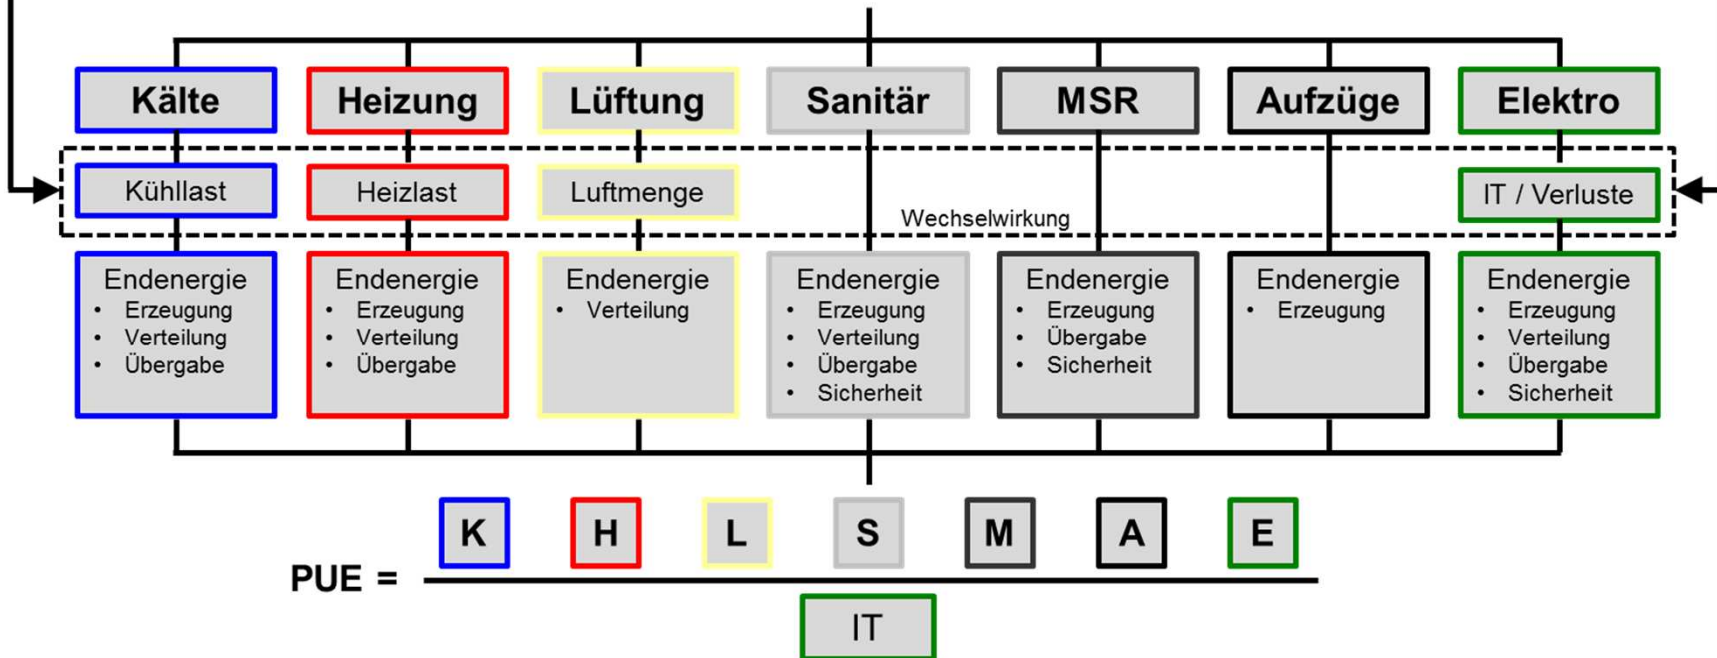 Kälte
Heizung
Lüftung
Sanitär
MSR
Aufzüge
Elektro
Kühllast
Heizlast
Luftmenge
IT / Verluste
Wechselwirkung
Endenergie
• Erzeugung
• Verteilung
• Übergabe
Endenergie
• Erzeugung
• Verteilung
• Übergabe
Endenergie
• Verteilung
Endenergie
• Erzeugung
• Verteilung
• Übergabe
• Sicherheit
Endenergie
• Erzeugung
• Übergabe
• Sicherheit
Endenergie
• Erzeugung
Endenergie
• Erzeugung
• Verteilung
• Übergabe
• Sicherheit
K H L S M A E
PUE =
IT